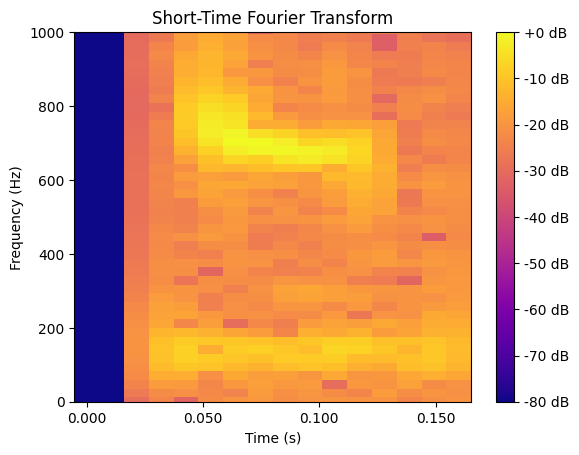 Short-Time Fourier Transform
1000
800
600
400
200
0
Frequency (Hz)
0.000
0.050
0.100
0.150
Time (s)
+0 dB
-10 dB
-20 dB
-30 dB
-40 dB
-50 dB
-60 dB
-70 dB
-80 dB